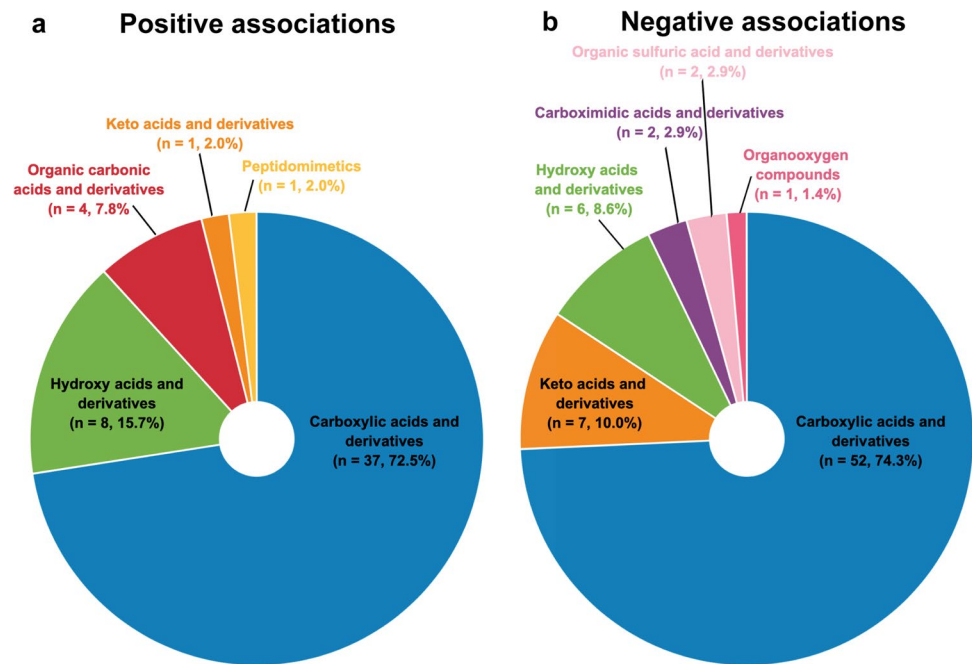 a Positive associations
Keto acids and derivatives
(n = 1, 2.0%)
Peptidomimetics
(n = 1, 2.0%)
Organic carbonic
acids and derivatives
(n = 4, 7.8%
Hydroxy acids and
derivatives
(n = 8, 15.7%)
Carboxylic acids and
derivatives
(n = 37, 72.5%)
b Negative associations
Organic sulfuric acid and derivatives
(n = 2, 2.9%)
Carboximidic acids and derivatives
(n = 2, 2.9%)
Organooxygen
compounds
(n = 1, 1.4%)
Hydroxy acids
and derivatives
(n = 6, 8.6%)
Keto acids and
derivatives
(n = 7, 10.0%)
Carboxylic acids and
derivatives
(n = 52, 74.3%)